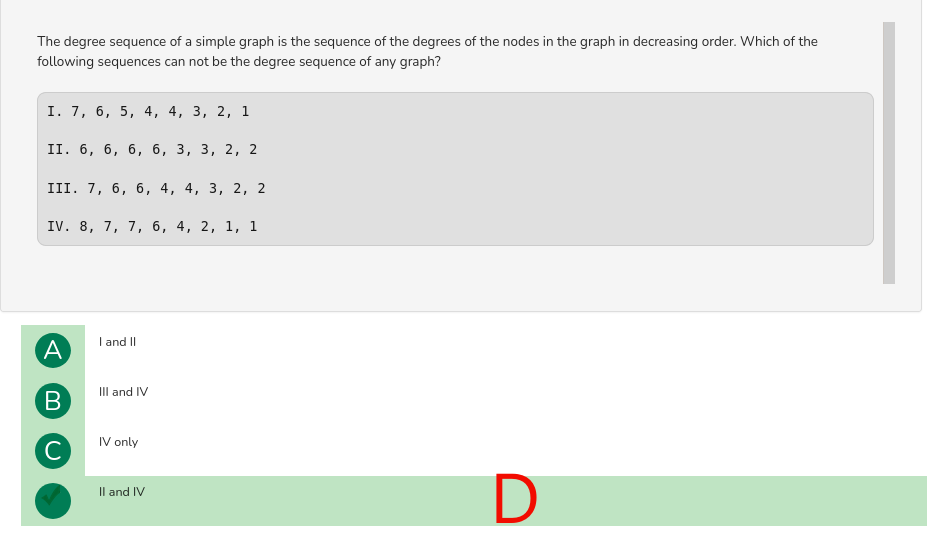 The degree sequence of a simple graph is the sequence of the degrees of the nodes in the graph in decreasing order. Which of the
following sequences can not be the degree sequence of any graph?
I. 7, 6, 5, 4, 4, 3, 2, 1
II. 6, 6, 6, 6, 3, 3, 2, 2
III. 7, 6, 6, 4, 4, 3, 2, 2
IV. 8, 7, 7, 6, 4, 2, 1, 1
A I and II
B III and IV
C IV only
II and IV D